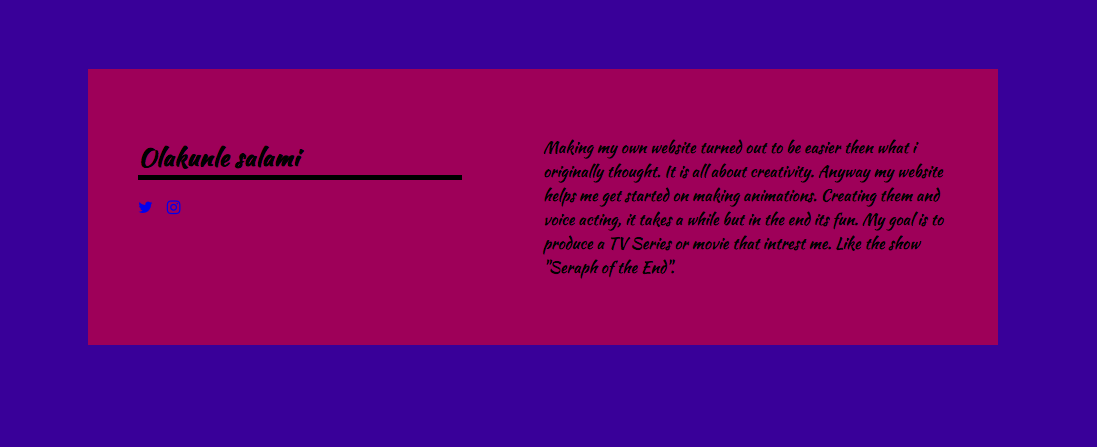 Olakunle salami
Making my own website turned out to be easier then what i
originally thought. It is all about creativity. Anyway my website
helps me get started on making animations. Creating them and
voice acting, it takes a while but in the end its fun. My goal is to
produce a TV Series or movie that intrest me. Like the show
"Seraph of the End".